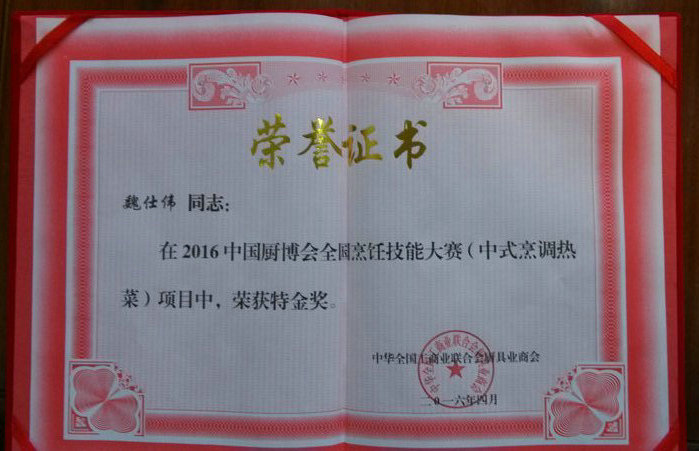 荣誉证书
魏仕伟 同志：
在2016中国厨博会全国烹饪技能大赛（中式烹调热
菜）项目中，荣获特金奖。
中华全国工商业联合会厨具业商会
二〇一六年四月